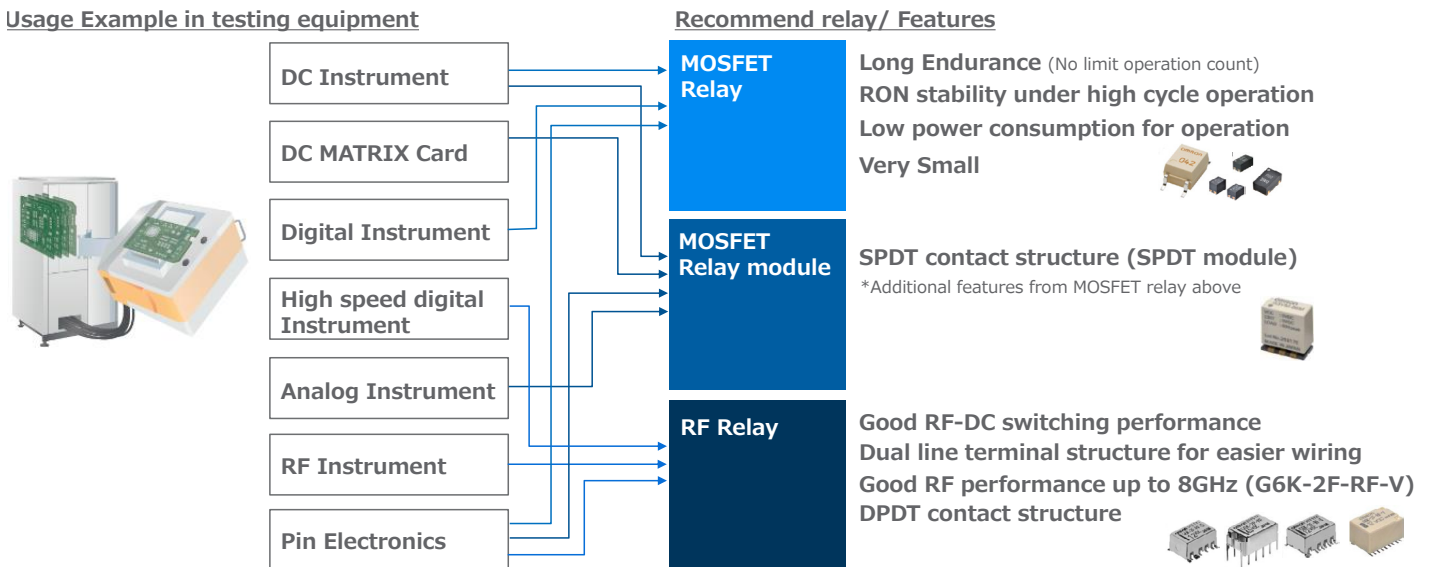 Usage Example in testing equipment
Recommend relay/ Features
DC Instrument
DC MATRIX Card
Digital Instrument
High speed digital
Instrument
Analog Instrument
RF Instrument
Pin Electronics
MOSFET
Relay
Long Endurance (No limit operation count)
RON stability under high cycle operation
Low power consumption for operation
Very Small
MOSFET
Relay module
SPDT contact structure (SPDT module)
*Additional features from MOSFET relay above
RF Relay
Good RF-DC switching performance
Dual line terminal structure for easier wiring
Good RF performance up to 8GHz (G6K-2F-RF-V)
DPDT contact structure